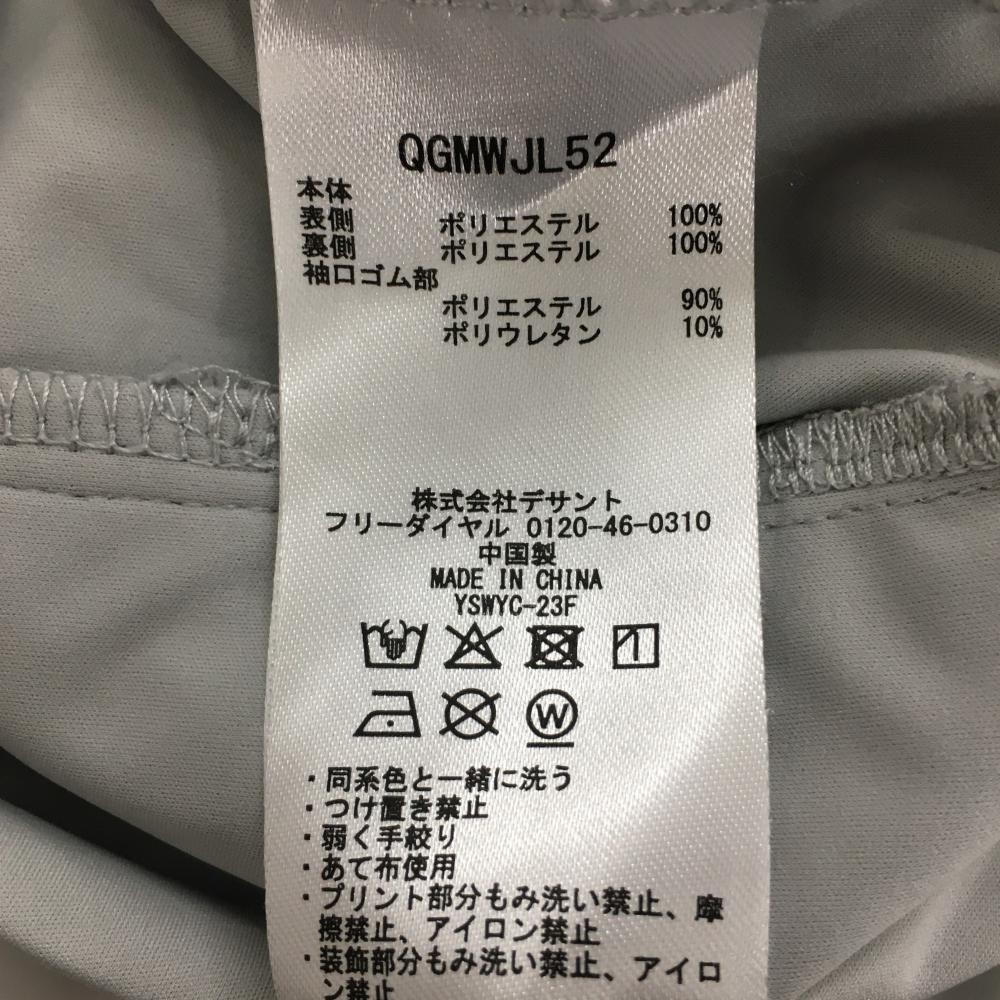 QGMWJL52
本体
表側 ポリエステル 100%
裏側 ポリエステル 100%
袖口ゴム部
ポリエステル 90%
ポリウレタン 10%
株式会社デサント
フリーダイヤル 0120-46-0310
中国製
MADE IN CHINA
YSWYC-23F
W
・同系色と一緒に洗う
・つけ置き禁止
・弱く手絞り
・あて布使用
・プリント部分もみ洗い禁止、摩
擦禁止、アイロン禁止
・装飾部分もみ洗い禁止、アイロ
ン禁止